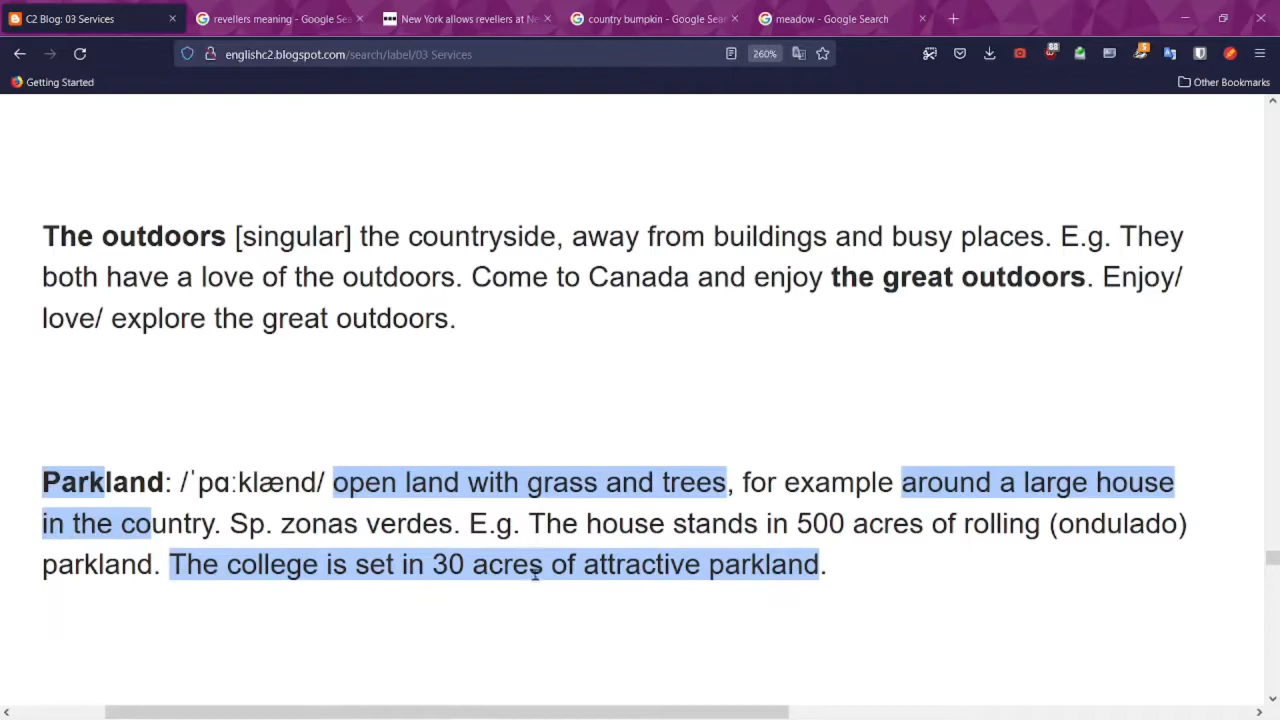 C2 Blog: 03 Services
revellers meaning - Google Sea
New York allows revellers at Ne
country bumpkin - Google Sear
meadow - Google Search
englishc2.blogspot.com/search/label/03 Services
260%
88
5
Getting Started
Other Bookmarks
The outdoors [singular] the countryside, away from buildings and busy places. E.g. They
both have a love of the outdoors. Come to Canada and enjoy the great outdoors. Enjoy/
love/ explore the great outdoors.
Parkland: /ˈpɑːklænd/ open land with grass and trees, for example around a large house
in the country. Sp. zonas verdes. E.g. The house stands in 500 acres of rolling (ondulado)
parkland. The college is set in 30 acres of attractive parkland.